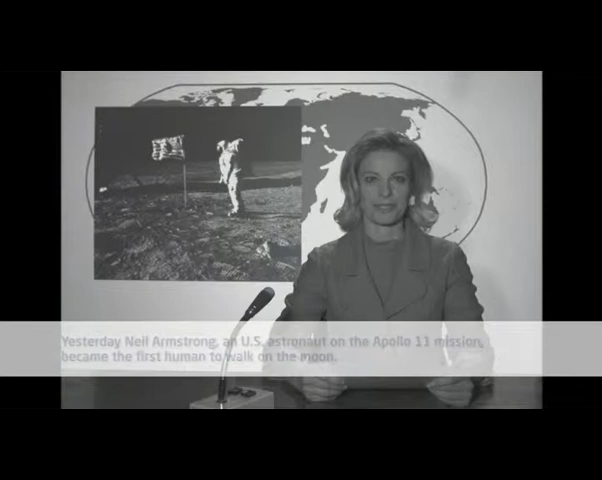 Yesterday Neil Armstrong, an U.S. astronaut on the Apollo 11 mission,
became the first human to walk on the moon.